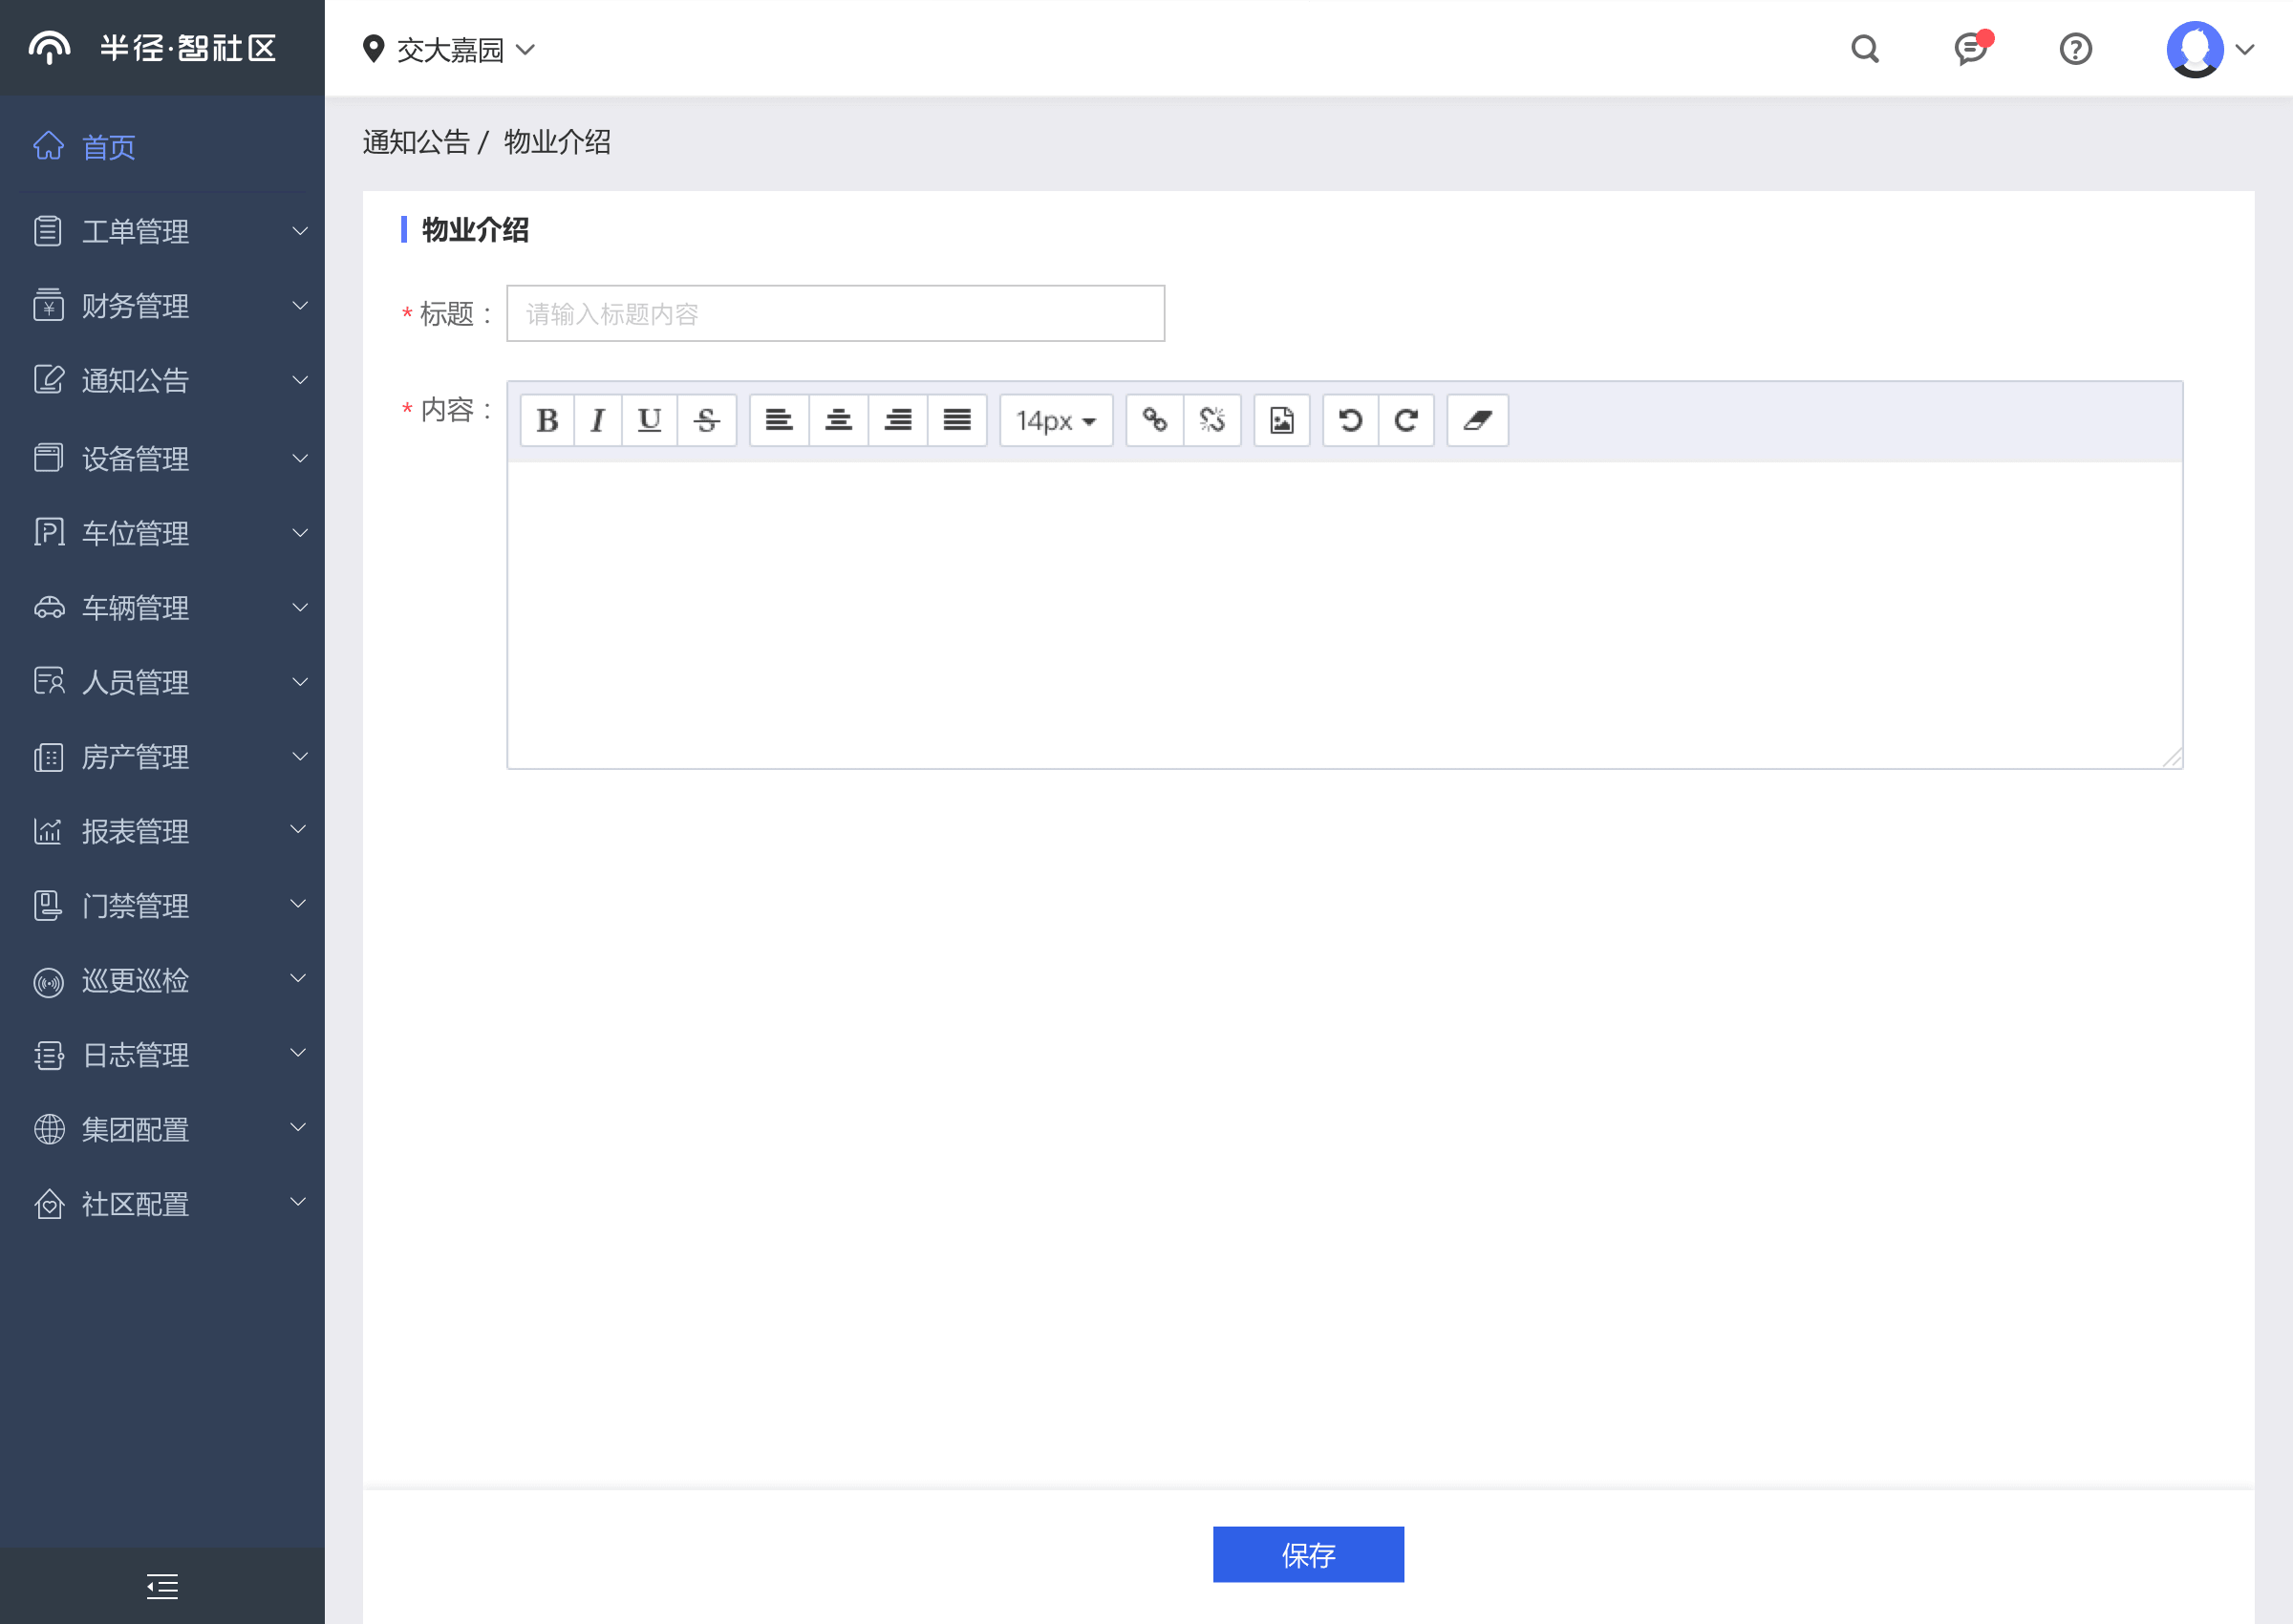 半径·智社区
交大嘉园
首页
工单管理
财务管理
通知公告
设备管理
车位管理
车辆管理
人员管理
房产管理
报表管理
门禁管理
巡更巡检
日志管理
集团配置
社区配置
通知公告 / 物业介绍
物业介绍
* 标题：
请输入标题内容
* 内容：
B I U S 14px
保存